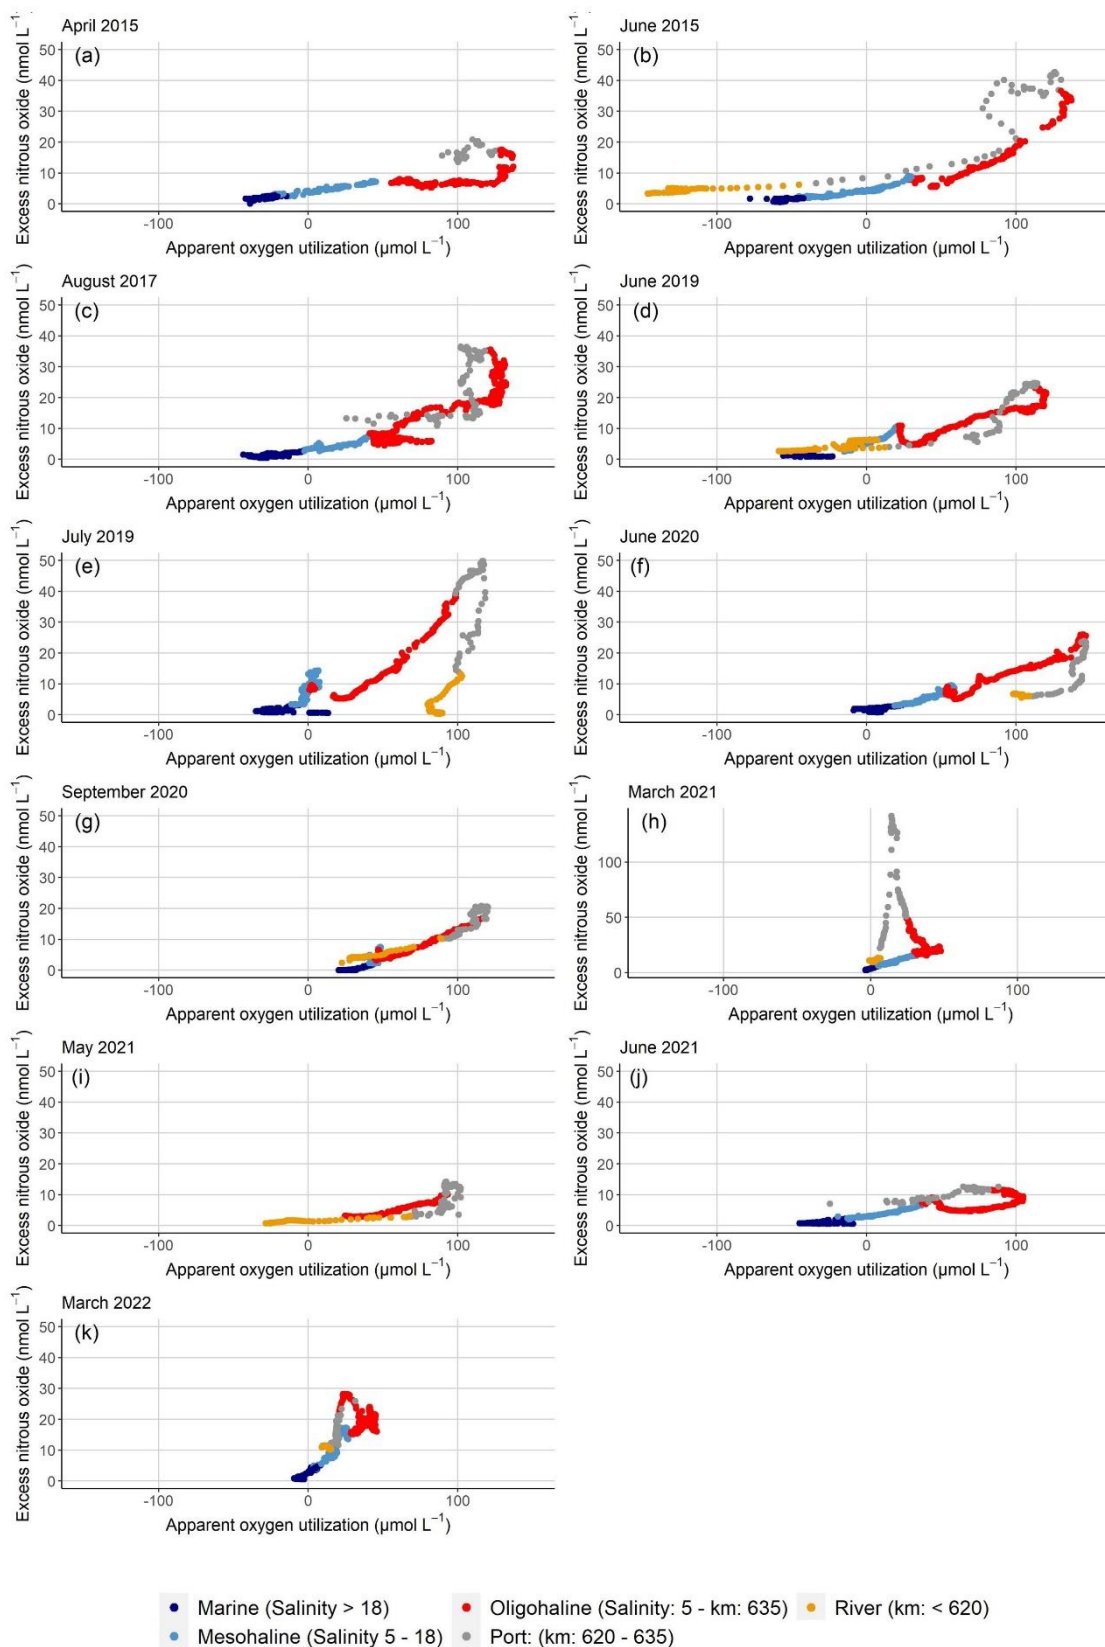 April 2015
(a)
Excess nitrous oxide (nmol L⁻¹)
50
40
30
20
10
0
-100
0
100
Apparent oxygen utilization (µmol L⁻¹)
June 2015
(b)
Excess nitrous oxide (nmol L⁻¹)
50
40
30
20
10
0
-100
0
100
Apparent oxygen utilization (µmol L⁻¹)
August 2017
(c)
Excess nitrous oxide (nmol L⁻¹)
50
40
30
20
10
0
-100
0
100
Apparent oxygen utilization (µmol L⁻¹)
June 2019
(d)
Excess nitrous oxide (nmol L⁻¹)
50
40
30
20
10
0
-100
0
100
Apparent oxygen utilization (µmol L⁻¹)
July 2019
(e)
Excess nitrous oxide (nmol L⁻¹)
50
40
30
20
10
0
-100
0
100
Apparent oxygen utilization (µmol L⁻¹)
June 2020
(f)
Excess nitrous oxide (nmol L⁻¹)
50
40
30
20
10
0
-100
0
100
Apparent oxygen utilization (µmol L⁻¹)
September 2020
(g)
Excess nitrous oxide (nmol L⁻¹)
50
40
30
20
10
0
-100
0
100
Apparent oxygen utilization (µmol L⁻¹)
March 2021
(h)
Excess nitrous oxide (nmol L⁻¹)
100
50
0
-100
0
100
Apparent oxygen utilization (µmol L⁻¹)
May 2021
(i)
Excess nitrous oxide (nmol L⁻¹)
50
40
30
20
10
0
-100
0
100
Apparent oxygen utilization (µmol L⁻¹)
June 2021
(j)
Excess nitrous oxide (nmol L⁻¹)
50
40
30
20
10
0
-100
0
100
Apparent oxygen utilization (µmol L⁻¹)
March 2022
(k)
Excess nitrous oxide (nmol L⁻¹)
50
40
30
20
10
0
-100
0
100
Apparent oxygen utilization (µmol L⁻¹)
Marine (Salinity > 18)
Oligohaline (Salinity: 5 - km: 635)
River (km: < 620)
Mesohaline (Salinity 5 - 18)
Port: (km: 620 - 635)